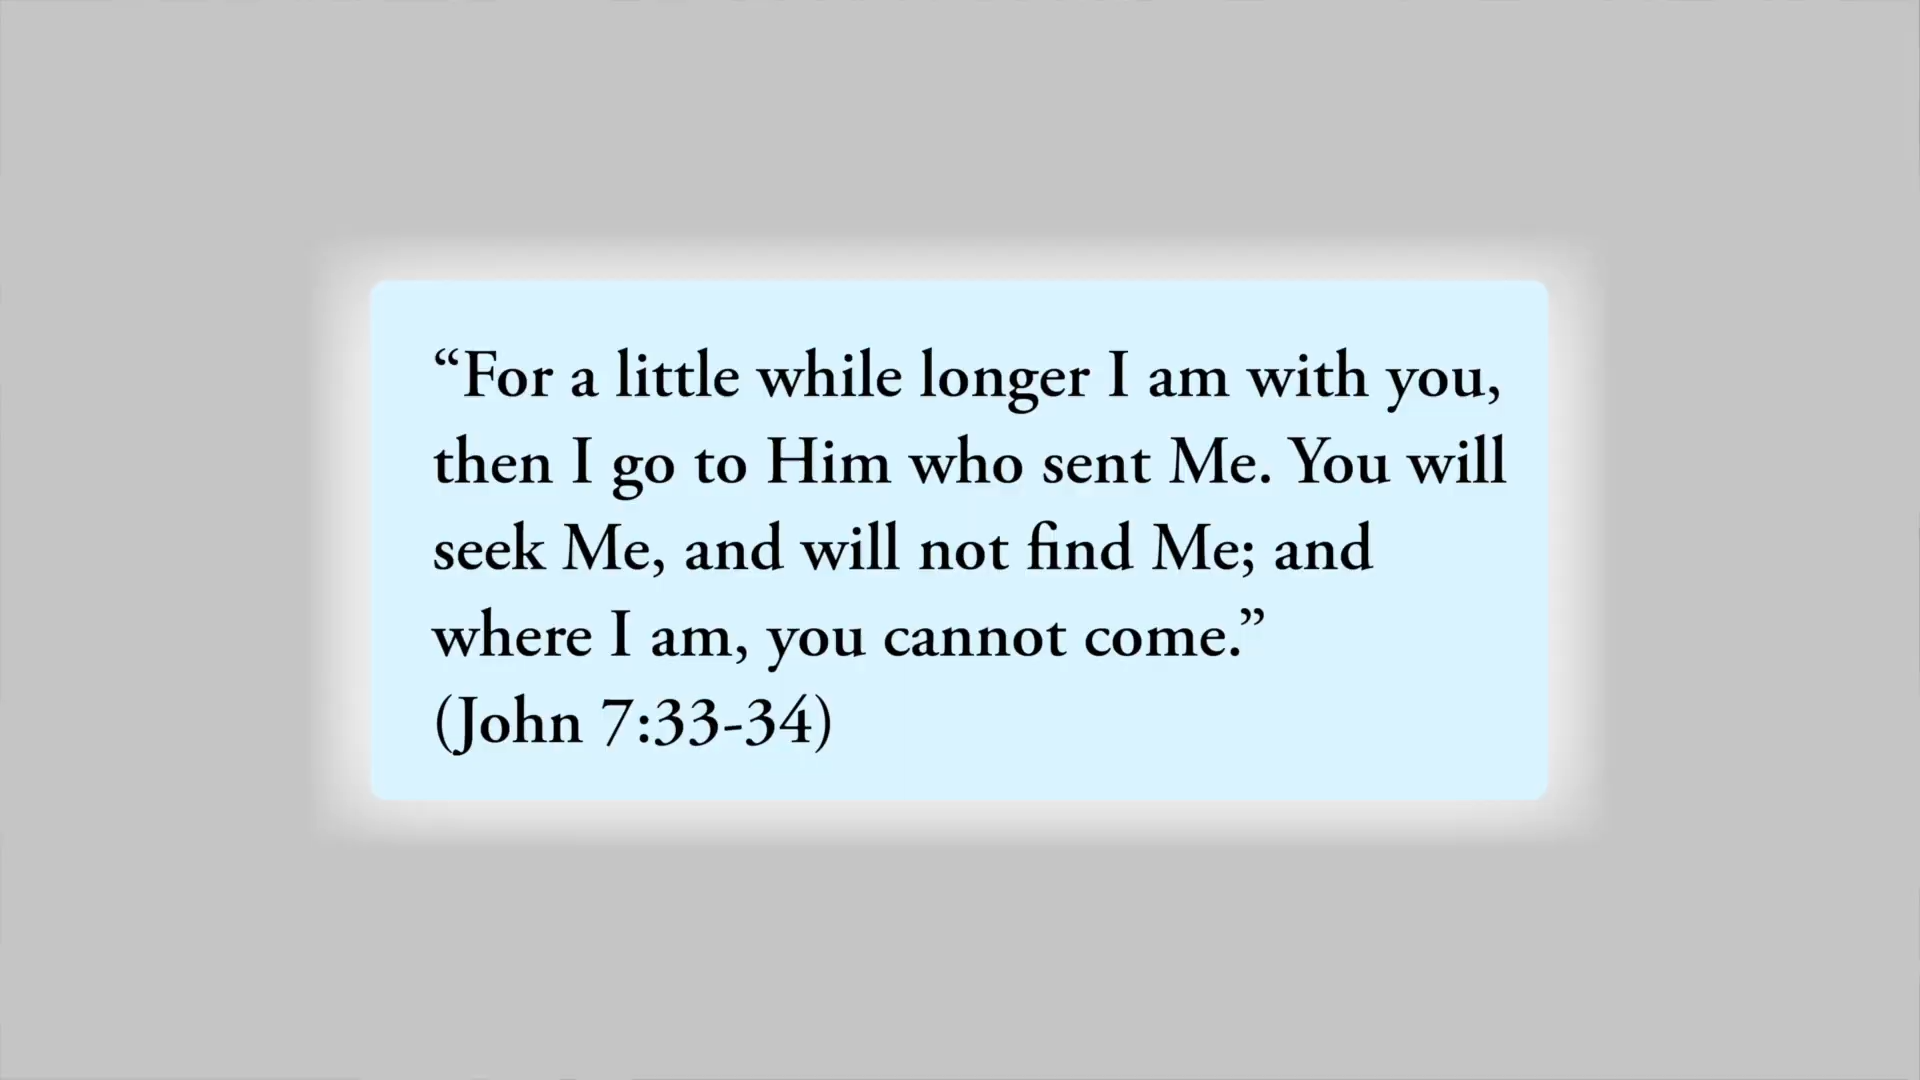 “For a little while longer I am with you,
then I go to Him who sent Me. You will
seek Me, and will not find Me; and
where I am, you cannot come.”
(John 7:33-34)